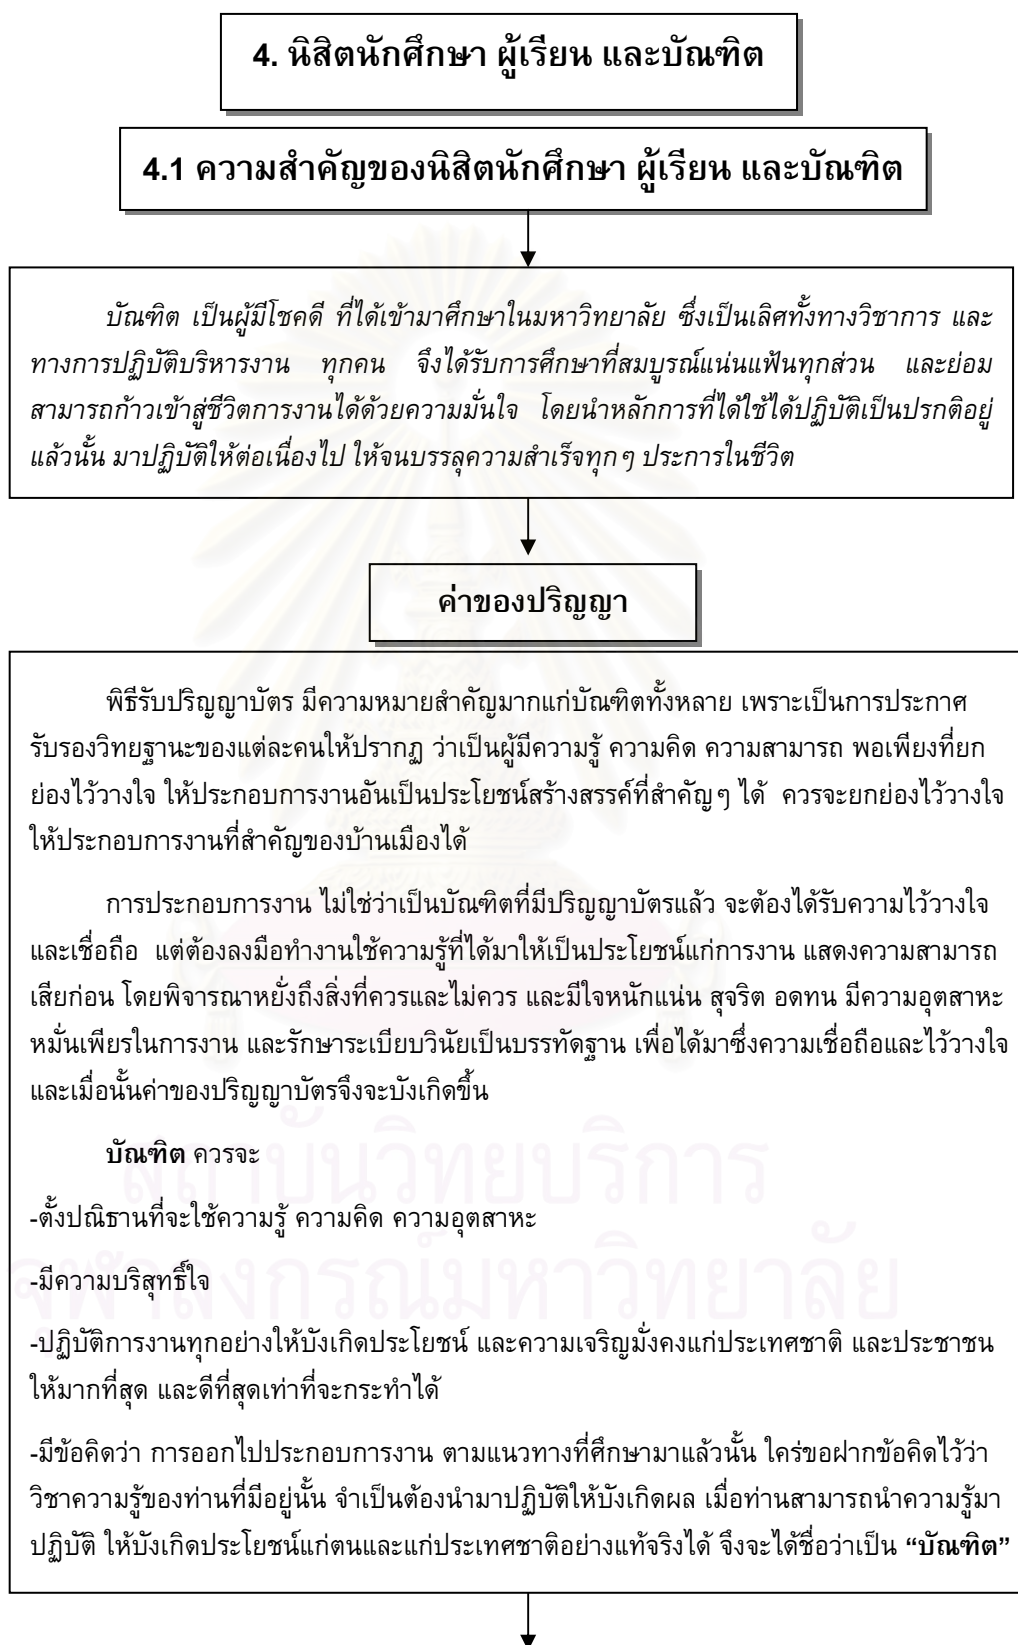 4. นิสิตนักศึกษา ผู้เรียน และบัณฑิต
4.1 ความสำคัญของนิสิตนักศึกษา ผู้เรียน และบัณฑิต
บัณฑิต เป็นผู้มีโชคดี ที่ได้เข้ามาศึกษาในมหาวิทยาลัย ซึ่งเป็นเลิศทั้งทางวิชาการ และ
ทางการปฏิบัติบริหารงาน ทุกคน จึงได้รับการศึกษาที่สมบูรณ์แน่นแฟ้นทุกส่วน และย่อม
สามารถก้าวเข้าสู่ชีวิตการงานได้ด้วยความมั่นใจ โดยนำหลักการที่ได้ใช้ได้ปฏิบัติเป็นปรกติอยู่
แล้วนั้น มาปฏิบัติให้ต่อเนื่องไป ให้จนบรรลุความสำเร็จทุกๆ ประการในชีวิต
ค่าของปริญญา
พิธีรับปริญญาบัตร มีความหมายสำคัญมากแก่บัณฑิตทั้งหลาย เพราะเป็นการประกาศ
รับรองวิทยฐานะของแต่ละคนให้ปรากฏ ว่าเป็นผู้มีความรู้ ความคิด ความสามารถ พอเพียงที่ยก
ย่องไว้วางใจ ให้ประกอบการงานอันเป็นประโยชน์สร้างสรรค์ที่สำคัญๆ ได้ ควรจะยกย่องไว้วางใจ
ให้ประกอบการงานที่สำคัญของบ้านเมืองได้
การประกอบการงาน ไม่ใช่ว่าเป็นบัณฑิตที่มีปริญญาบัตรแล้ว จะต้องได้รับความไว้วางใจ
และเชื่อถือ แต่ต้องลงมือทำงานใช้ความรู้ที่ได้มาให้เป็นประโยชน์แก่การงาน แสดงความสามารถ
เสียก่อน โดยพิจารณาหยั่งถึงสิ่งที่ควรและไม่ควร และมีใจหนักแน่น สุจริต อดทน มีความอุตสาหะ
หมั่นเพียรในการงาน และรักษาระเบียบวินัยเป็นบรรทัดฐาน เพื่อได้มาซึ่งความเชื่อถือและไว้วางใจ
และเมื่อนั้นค่าของปริญญาบัตรจึงจะบังเกิดขึ้น
บัณฑิต ควรจะ
-ตั้งปณิธานที่จะใช้ความรู้ ความคิด ความอุตสาหะ
-มีความบริสุทธิ์ใจ
-ปฏิบัติการงานทุกอย่างให้บังเกิดประโยชน์ และความเจริญมั่งคงแก่ประเทศชาติ และประชาชน
ให้มากที่สุด และดีที่สุดเท่าที่จะกระทำได้
-มีข้อคิดว่า การออกไปประกอบการงาน ตามแนวทางที่ศึกษามาแล้วนั้น ใคร่ขอฝากข้อคิดไว้ว่า
วิชาความรู้ของท่านที่มีอยู่นั้น จำเป็นต้องนำมาปฏิบัติให้บังเกิดผล เมื่อท่านสามารถนำความรู้มา
ปฏิบัติ ให้บังเกิดประโยชน์แก่ตนและแก่ประเทศชาติอย่างแท้จริงได้ จึงจะได้ชื่อว่าเป็น “บัณฑิต”
สถาบันวิทยบริการ
จุฬาลงกรณ์มหาวิทยาลัย